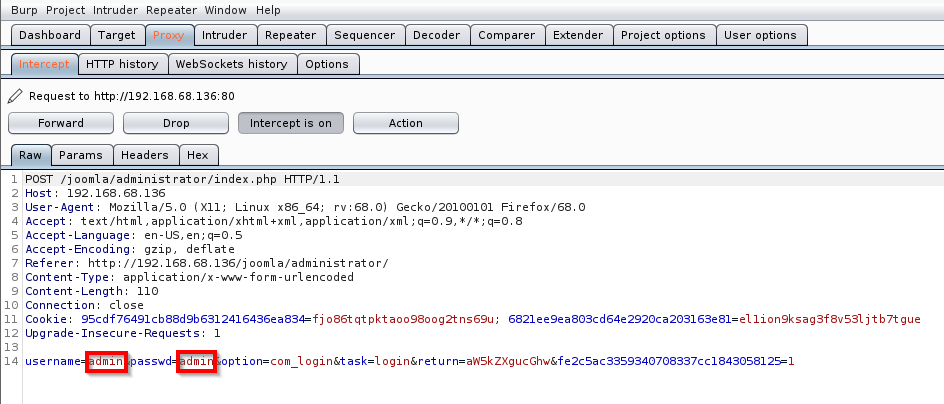 Burp Project Intruder Repeater Window Help
Dashboard Target Proxy Intruder Repeater Sequencer Decoder Comparer Extender Project options User options
Intercept HTTP history WebSockets history Options
Request to http://192.168.68.136:80
Forward Drop Intercept is on Action
Raw Params Headers Hex
1 POST /joomla/administrator/index.php HTTP/1.1
2 Host: 192.168.68.136
3 User-Agent: Mozilla/5.0 (X11; Linux x86_64; rv:68.0) Gecko/20100101 Firefox/68.0
4 Accept: text/html,application/xhtml+xml,application/xml;q=0.9,*/*;q=0.8
5 Accept-Language: en-US,en;q=0.5
6 Accept-Encoding: gzip, deflate
7 Referer: http://192.168.68.136/joomla/administrator/
8 Content-Type: application/x-www-form-urlencoded
9 Content-Length: 110
10 Connection: close
11 Cookie: 95cdf76491cb88d9b6312416436ea834=fjo86tqtpktaoo98oog2tns69u; 6821ee9ea803cd64e2920ca203163e81=el1ion9ksag3f8v53ljtb7tgue
12 Upgrade-Insecure-Requests: 1
13
14 username=admin&passwd=admin&option=com_login&task=login&return=aW5kZXgucGhw&fe2c5ac3359340708337cc1843058125=1